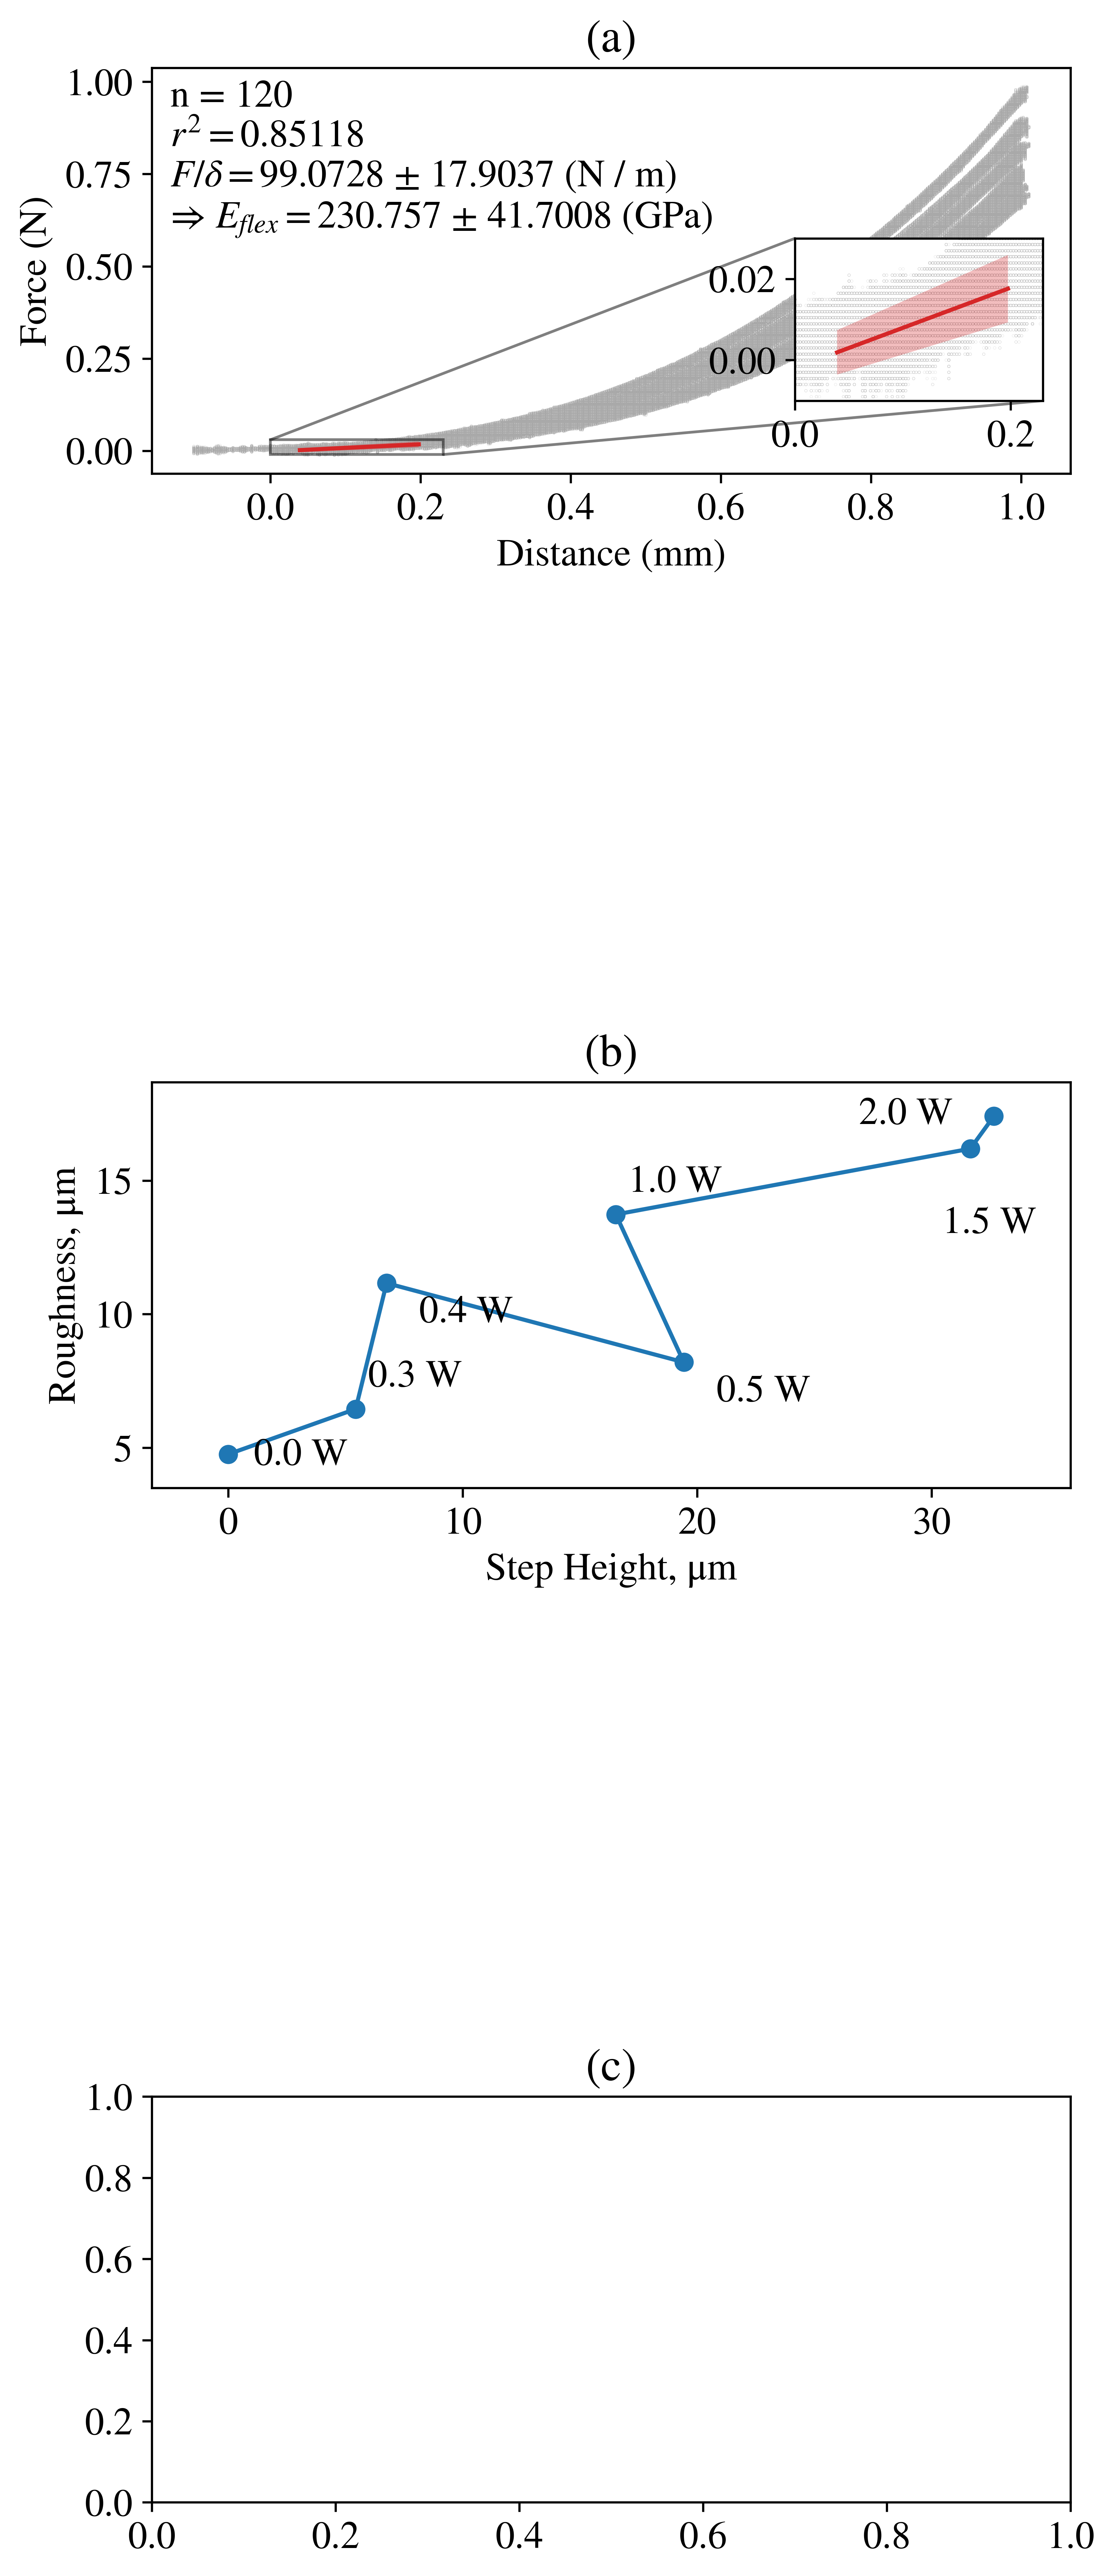 (a)
n = 120
r² = 0.85118
F/δ = 99.0728 ± 17.9037 (N / m)
⇒ E_flex = 230.757 ± 41.7008 (GPa)
1.00
0.75
0.50
0.25
0.00
Force (N)
0.02
0.00
0.0 0.2
0.0 0.2 0.4 0.6 0.8 1.0
Distance (mm)
(b)
15
10
5
Roughness, μm
2.0 W
1.0 W
1.5 W
0.4 W
0.3 W
0.5 W
0.0 W
0 10 20 30
Step Height, μm
(c)
1.0
0.8
0.6
0.4
0.2
0.0
0.0 0.2 0.4 0.6 0.8 1.0